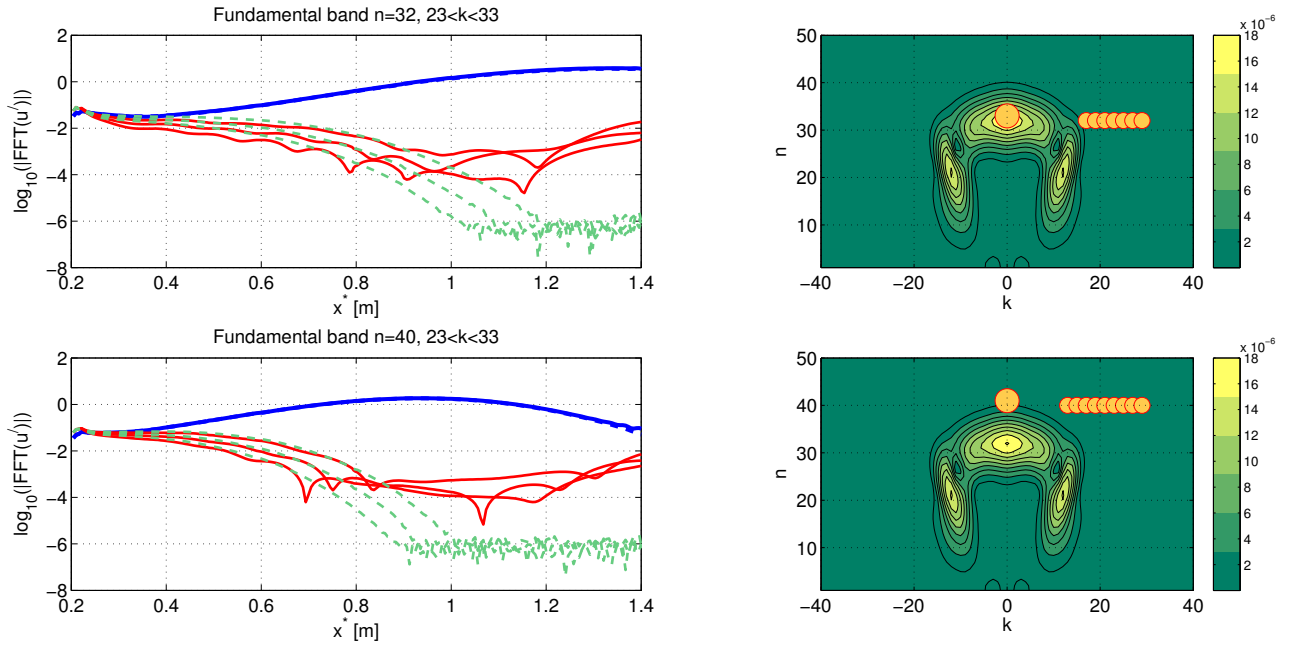 Fundamental band n=32, 23<k<33
2
0
−2
−4
−6
−8
log10(|FFT(u′)|)
0.2 0.4 0.6 0.8 1 1.2 1.4
x* [m]
50
40
30
20
10
n
−40 −20 0 20 40
k
x 10-6
18
16
14
12
10
8
6
4
2
Fundamental band n=40, 23<k<33
2
0
−2
−4
−6
−8
log10(|FFT(u′)|)
0.2 0.4 0.6 0.8 1 1.2 1.4
x* [m]
50
40
30
20
10
n
−40 −20 0 20 40
k
x 10-6
18
16
14
12
10
8
6
4
2